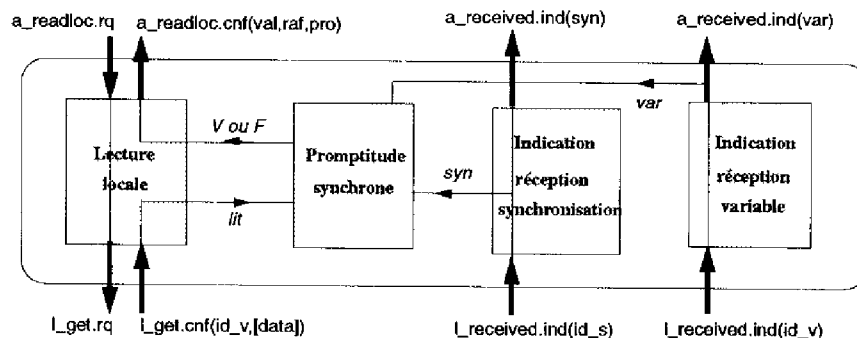 a_readloc.rq a_readloc.cnf(val,raf,pro) a_received.ind(syn) a_received.ind(var)
var
V ou F
Lecture locale
Promptitude synchrone
Indication réception synchronisation
Indication réception variable
syn
lit
l_get.rq l_get.cnf(id_v,[data]) l_received.ind(id_s) l_received.ind(id_v)